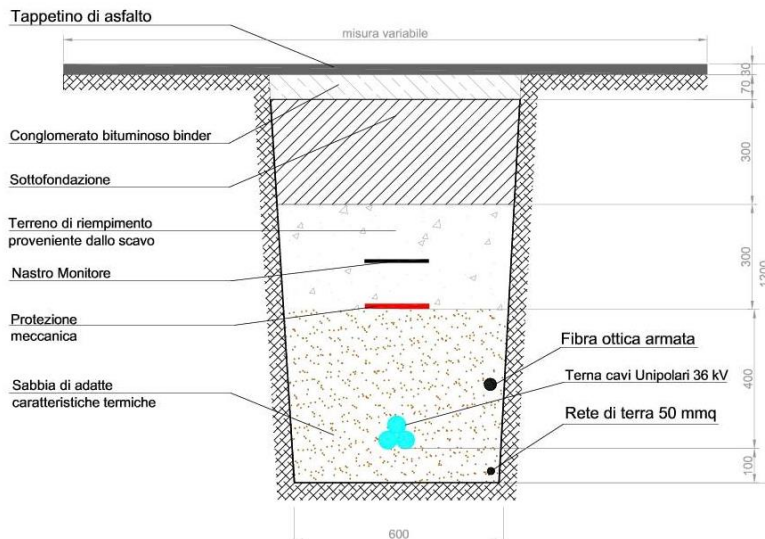 Tappetino di asfalto
misura variabile
30
70
Conglomerato bituminoso binder
300
Sottofondazione
Terreno di riempimento
proveniente dallo scavo
Nastro Monitore
300
1200
Protezione
meccanica
Fibra ottica armata
Terna cavi Unipolari 36 kV
Sabbia di adatte
caratteristiche termiche
400
Rete di terra 50 mmq
100
600